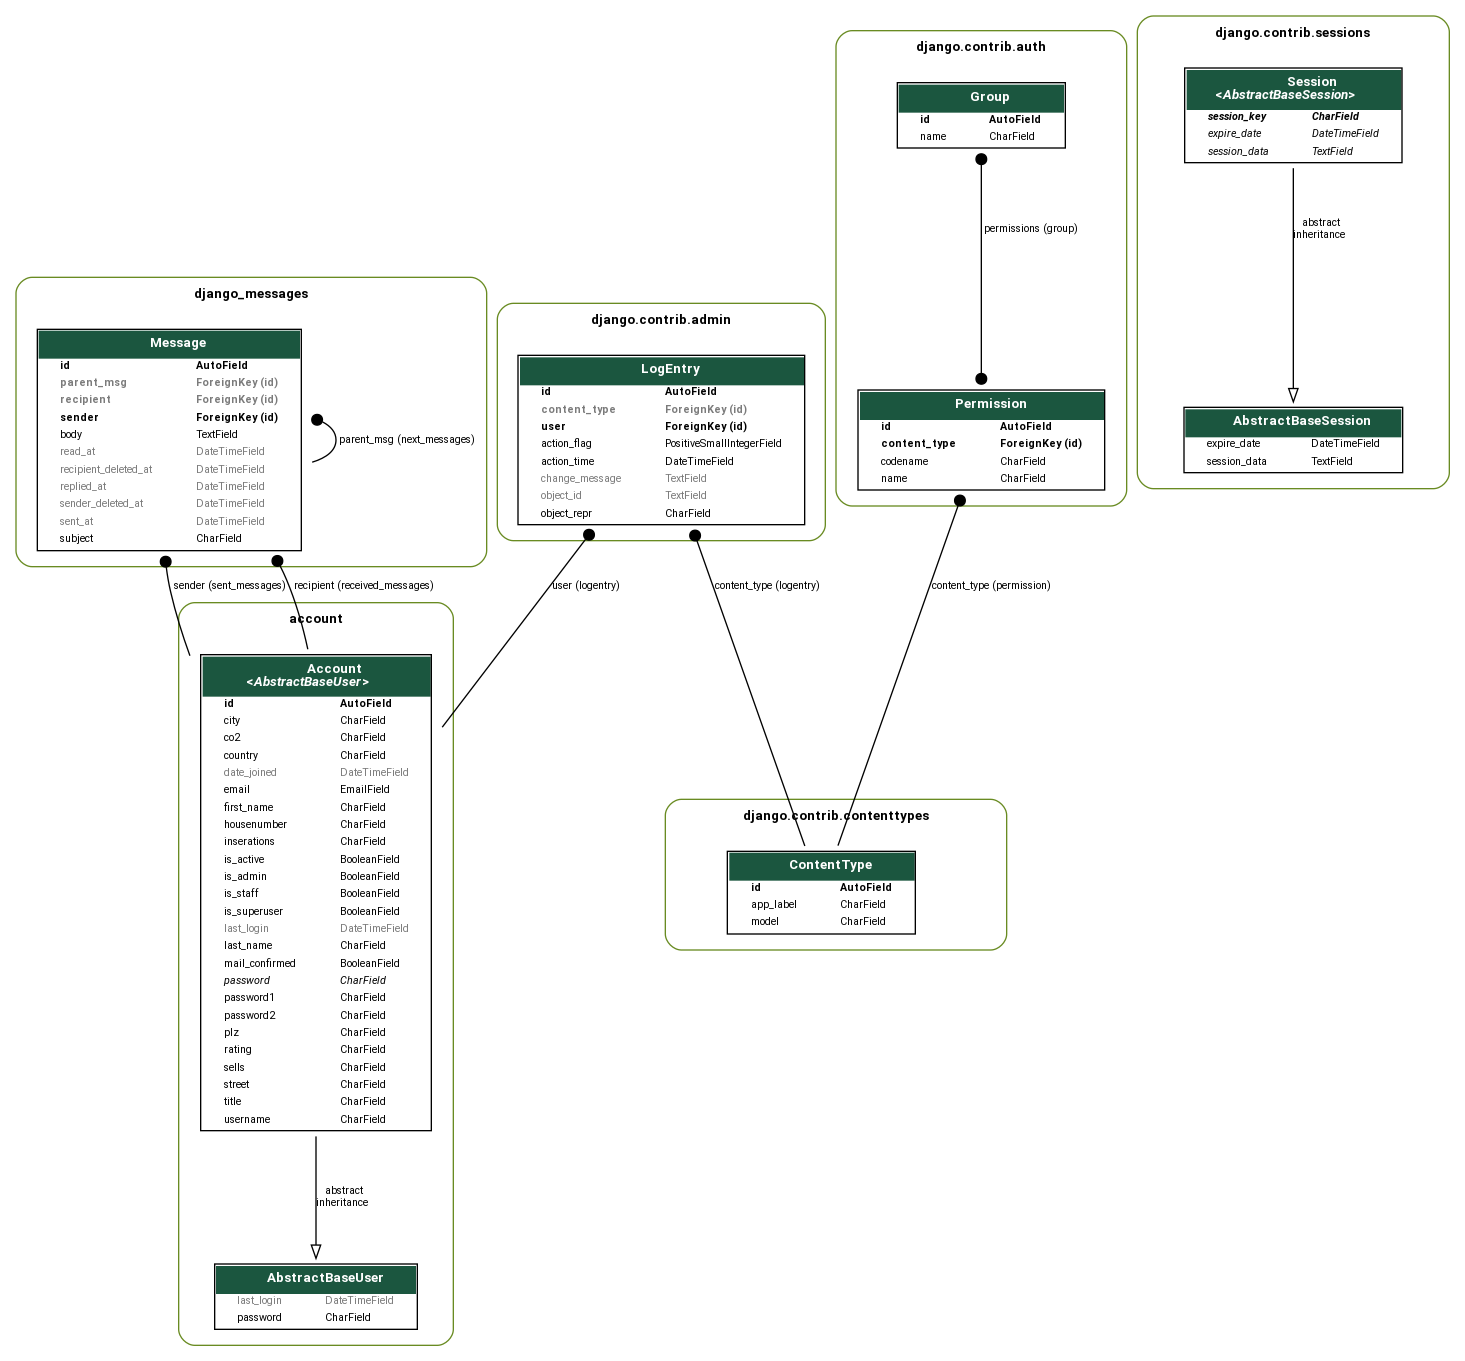 django.contrib.sessions
Session
<AbstractBaseSession>
session_key CharField
expire_date DateTimeField
session_data TextField
abstract
inheritance
AbstractBaseSession
expire_date DateTimeField
session_data TextField
django.contrib.auth
Group
id AutoField
name CharField
permissions (group)
Permission
id AutoField
content_type ForeignKey (id)
codename CharField
name CharField
django_messages
Message
id AutoField
parent_msg ForeignKey (id)
recipient ForeignKey (id)
sender ForeignKey (id)
body TextField
read_at DateTimeField
recipient_deleted_at DateTimeField
replied_at DateTimeField
sender_deleted_at DateTimeField
sent_at DateTimeField
subject CharField
parent_msg (next_messages)
django.contrib.admin
LogEntry
id AutoField
content_type ForeignKey (id)
user ForeignKey (id)
action_flag PositiveSmallIntegerField
action_time DateTimeField
change_message TextField
object_id TextField
object_repr CharField
sender (sent_messages)
recipient (received_messages)
user (logentry)
content_type (logentry)
content_type (permission)
account
Account
<AbstractBaseUser>
id AutoField
city CharField
co2 CharField
country CharField
date_joined DateTimeField
email EmailField
first_name CharField
housenumber CharField
inserations CharField
is_active BooleanField
is_admin BooleanField
is_staff BooleanField
is_superuser BooleanField
last_login DateTimeField
last_name CharField
mail_confirmed BooleanField
password CharField
password1 CharField
password2 CharField
plz CharField
rating CharField
sells CharField
street CharField
title CharField
username CharField
abstract
inheritance
AbstractBaseUser
last_login DateTimeField
password CharField
django.contrib.contenttypes
ContentType
id AutoField
app_label CharField
model CharField